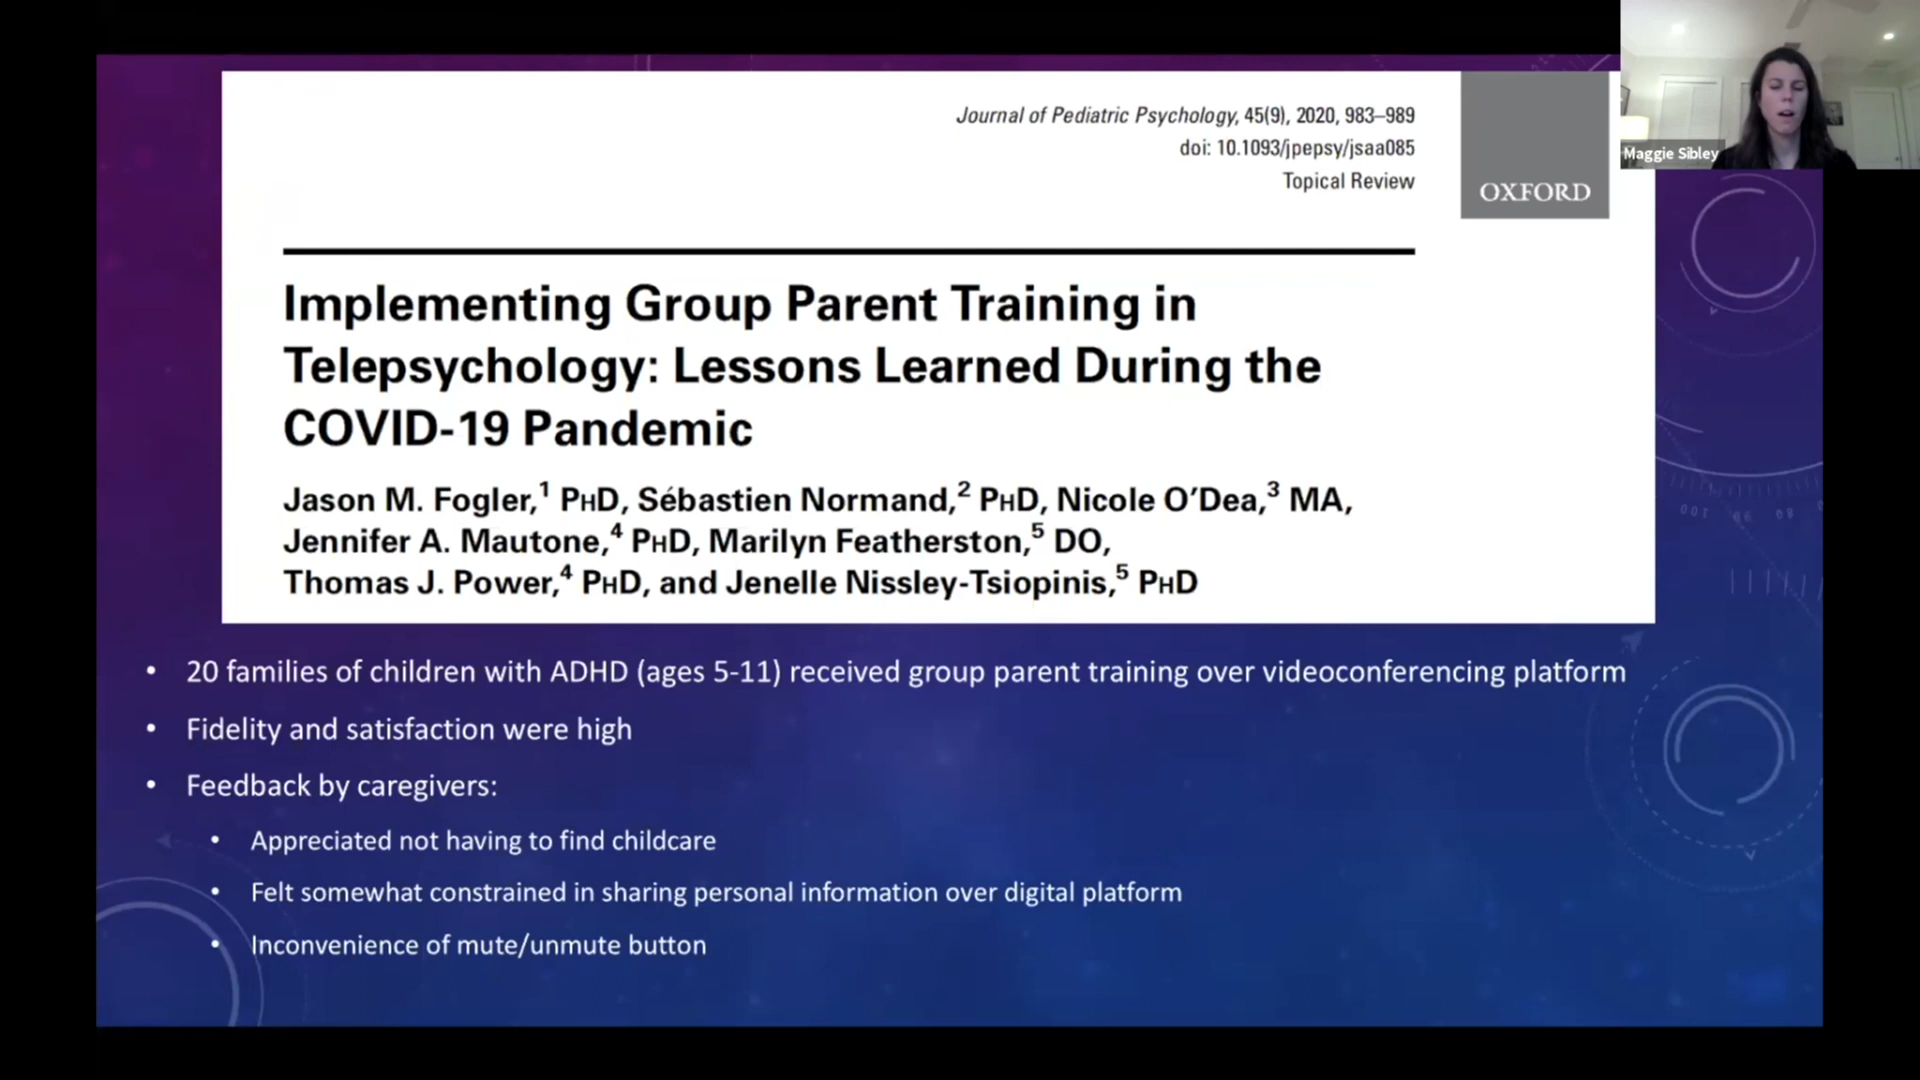 Journal of Pediatric Psychology, 45(9), 2020, 983–989
doi: 10.1093/jpepsy/jsaa085
Topical Review
OXFORD
Maggie Sibley
Implementing Group Parent Training in
Telepsychology: Lessons Learned During the
COVID-19 Pandemic
Jason M. Fogler,¹ PHD, Sébastien Normand,² PHD, Nicole O’Dea,³ MA,
Jennifer A. Mautone,⁴ PHD, Marilyn Featherston,⁵ DO,
Thomas J. Power,⁴ PHD, and Jenelle Nissley-Tsiopinis,⁵ PHD
• 20 families of children with ADHD (ages 5-11) received group parent training over videoconferencing platform
• Fidelity and satisfaction were high
• Feedback by caregivers:
• Appreciated not having to find childcare
• Felt somewhat constrained in sharing personal information over digital platform
• Inconvenience of mute/unmute button